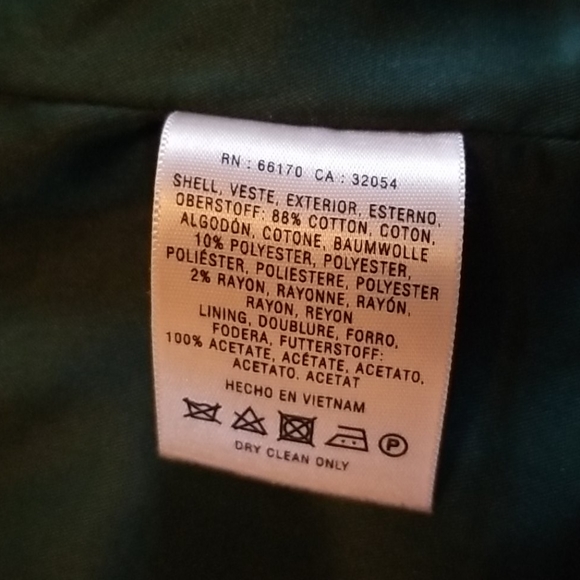 RN : 66170 CA : 32054
SHELL, VESTE, EXTERIOR, ESTERNO,
OBERSTOFF: 88% COTTON, COTON,
ALGODÓN, COTONE, BAUMWOLLE
10% POLYESTER, POLYESTER,
POLIÉSTER, POLIESTERE, POLYESTER
2% RAYON, RAYONNE, RAYÓN,
RAYON, REYON
LINING, DOUBLURE, FORRO,
FODERA, FUTTERSTOFF:
100% ACETATE, ACÉTATE, ACETATO,
ACETATO. ACETAT
HECHO EN VIETNAM
P
DRY CLEAN ONLY